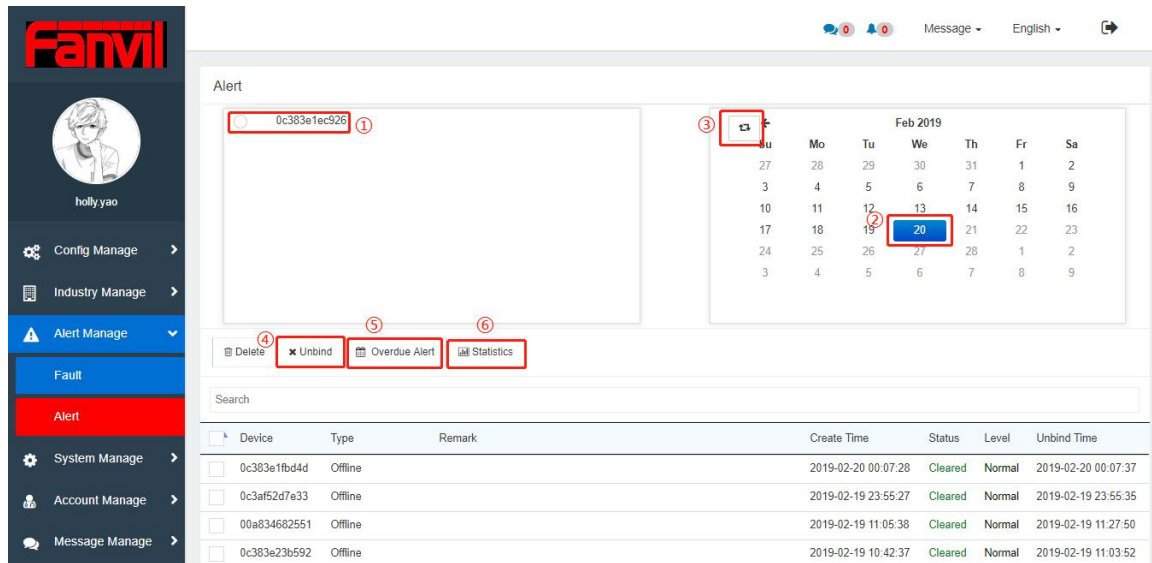 Fanvil
0 0 Message English
Alert
holly.yao
0c383e1ec926 ①
③ Feb 2019
Su Mo Tu We Th Fr Sa
27 28 29 30 31 1 2
3 4 5 6 7 8 9
10 11 12 13 14 15 16
②
17 18 19 20 21 22 23
24 25 26 27 28 1 2
3 4 5 6 7 8 9
Config Manage
Industry Manage
Alert Manage
Fault
Alert
System Manage
Account Manage
Message Manage
④ ⑤ ⑥
Delete Unbind Overdue Alert Statistics
Search
Device Type Remark Create Time Status Level Unbind Time
0c383e1fbd4d Offline 2019-02-20 00:07:28 Cleared Normal 2019-02-20 00:07:37
0c3af52d7e33 Offline 2019-02-19 23:55:27 Cleared Normal 2019-02-19 23:55:35
00a834682551 Offline 2019-02-19 11:05:38 Cleared Normal 2019-02-19 11:27:50
0c383e23b592 Offline 2019-02-19 10:42:37 Cleared Normal 2019-02-19 11:03:52